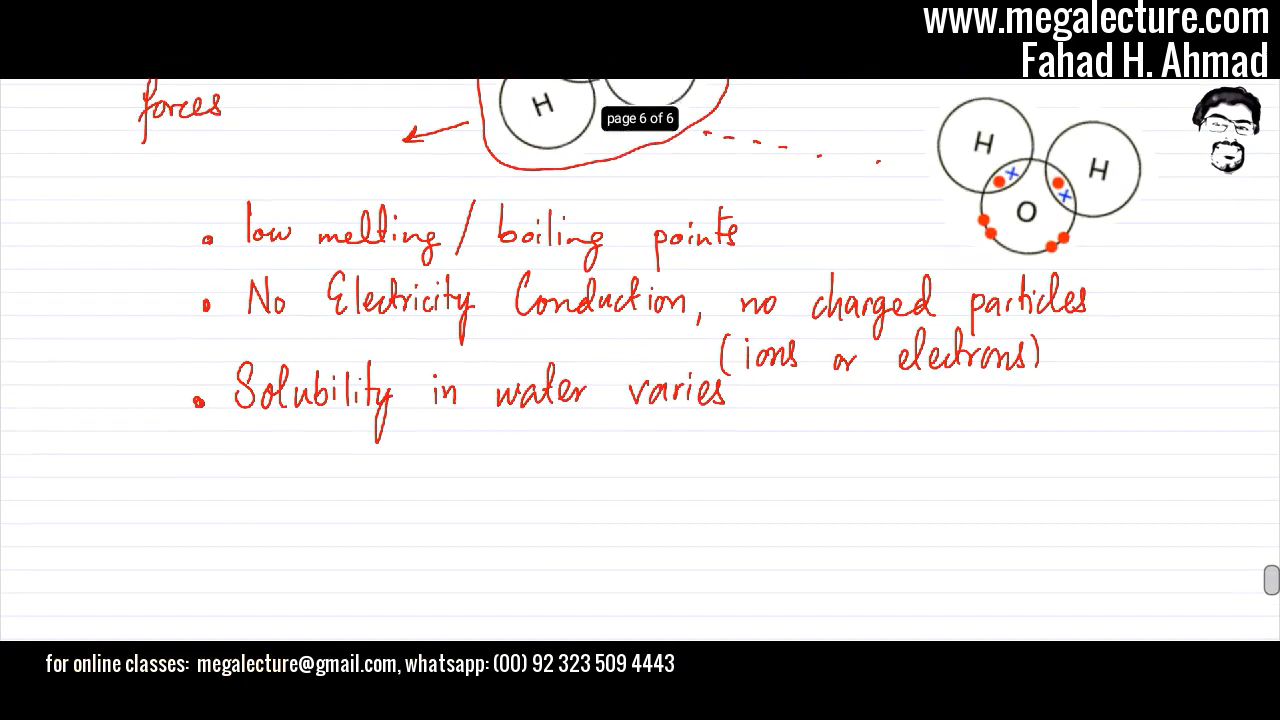 www.megalecture.com
Fahad H. Ahmad
forces
H
page 6 of 6
H
H
O
• low melting / boiling points
• No Electricity Conduction, no charged particles
(ions or electrons)
• Solubility in water varies
for online classes: megalecture@gmail.com, whatsapp: (00) 92 323 509 4443